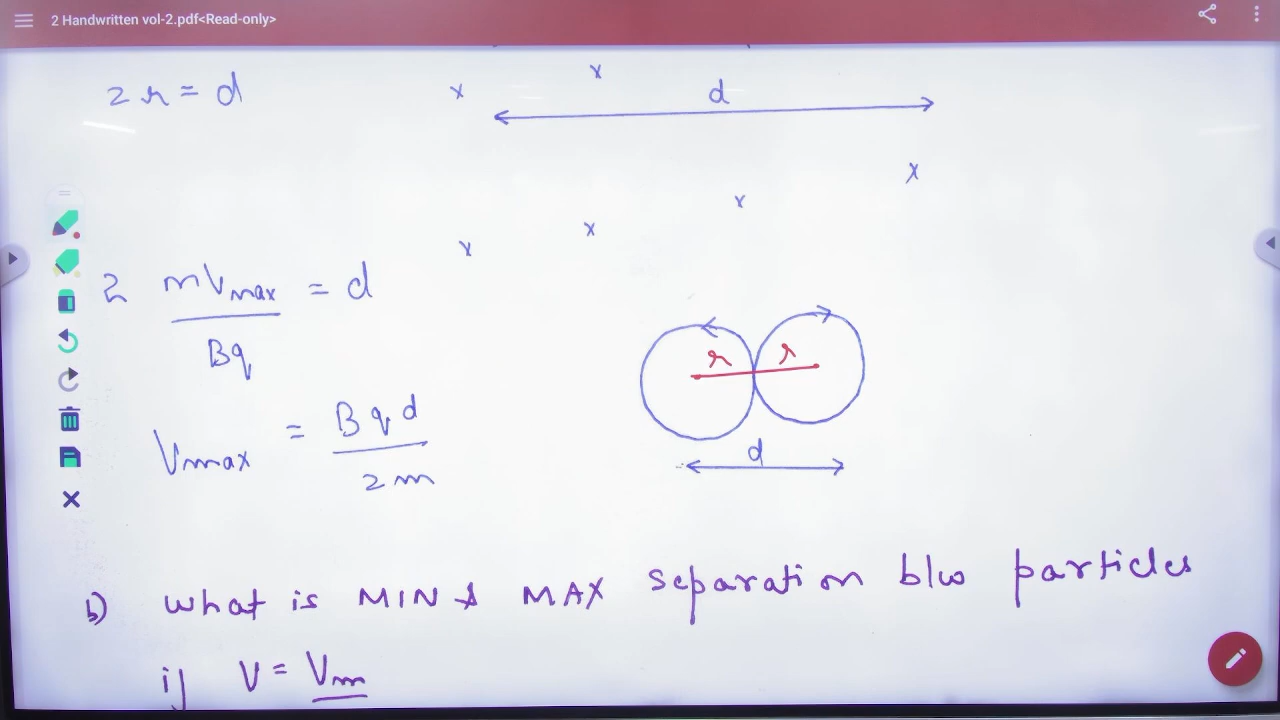 2 Handwritten vol-2.pdf<Read-only>
2r = d
x x d
x
x
x
x
2 mVmax / Bq = d
r r
Vmax = Bqd / 2m
d
b) What is MIN & MAX separation b/w particles
if V = Vm